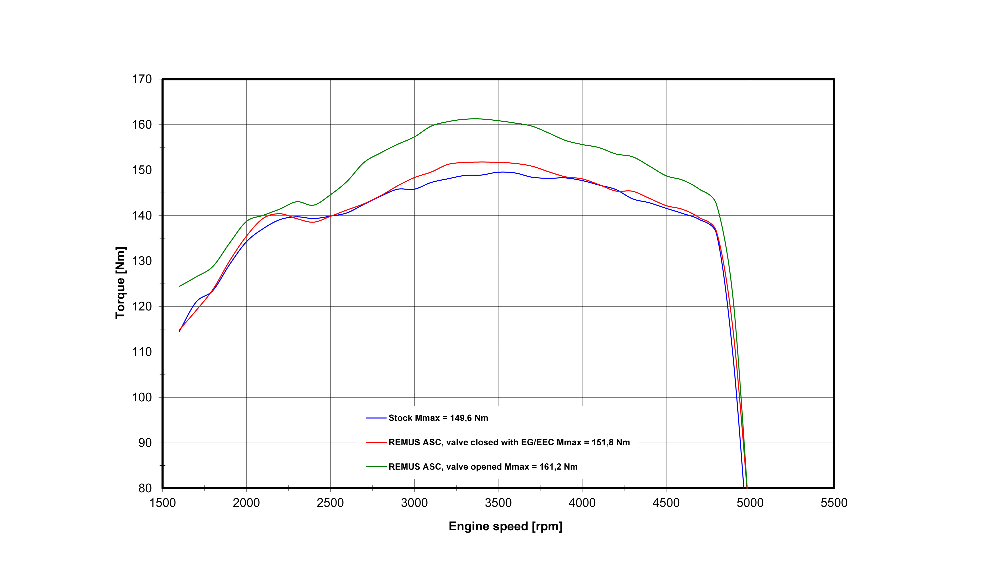 170
160
150
140
130
120
110
100
90
80
Torque [Nm]
Stock Mmax = 149,6 Nm
REMUS ASC, valve closed with EG/EEC Mmax = 151,8 Nm
REMUS ASC, valve opened Mmax = 161,2 Nm
1500 2000 2500 3000 3500 4000 4500 5000 5500
Engine speed [rpm]